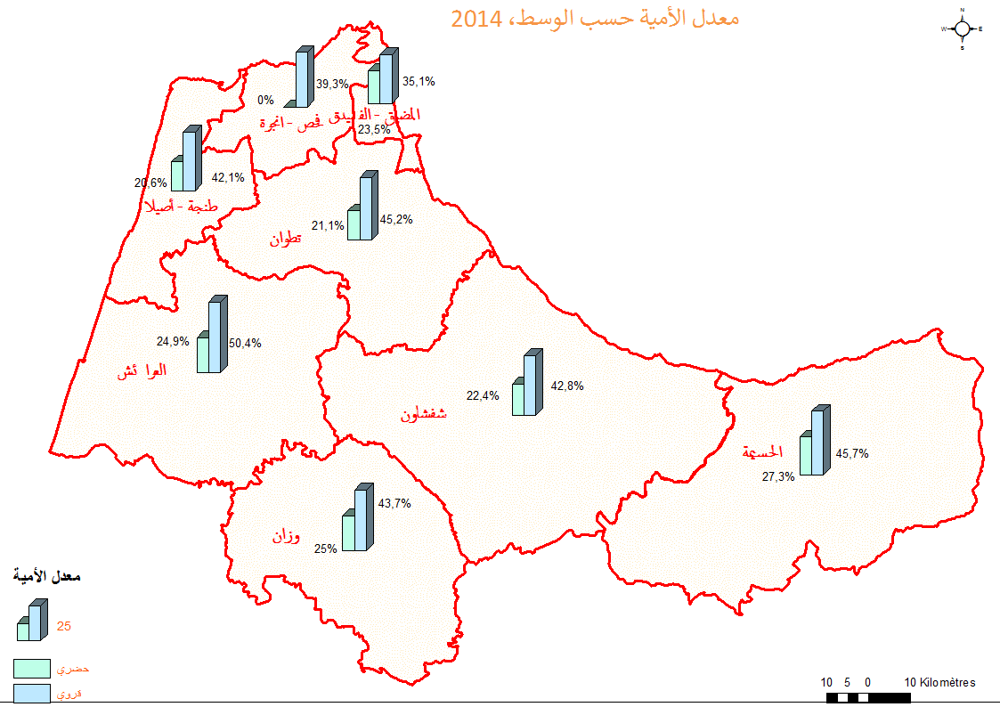 معدل الأمية حسب الوسط، 2014
N
W E
S
39,3%
0%
فحص - انجرة
35,1%
المضيق - الفنيدق
23,5%
20,6%
42,1%
طنجة - أصيلا
21,1%
45,2%
تطوان
24,9%
50,4%
العرائش
22,4%
42,8%
شفشاون
45,7%
27,3%
الحسيمة
43,7%
25%
وزان
معدل الأمية
25
حضري
قروي
10 5 0 10 Kilomètres